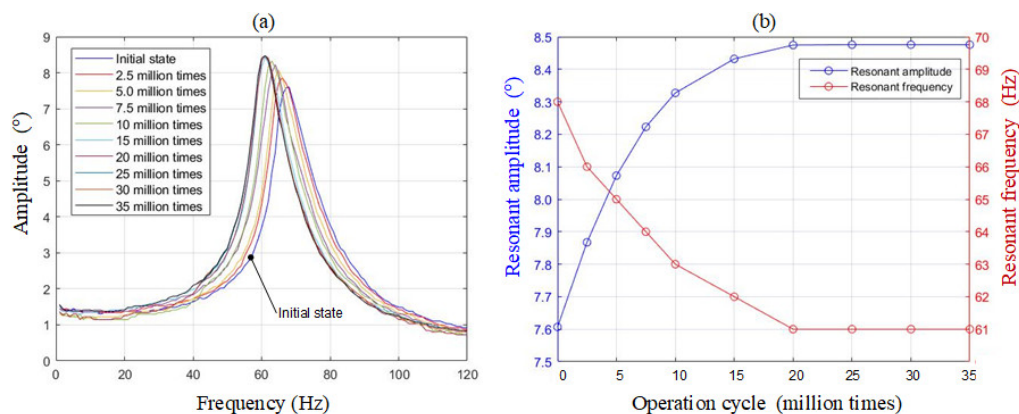 (a)
9
8
7
6
5
4
3
2
1
0
Amplitude (°)
Initial state
2.5 million times
5.0 million times
7.5 million times
10 million times
15 million times
20 million times
25 million times
30 million times
35 million times
Initial state
0 20 40 60 80 100 120
Frequency (Hz)
(b)
8.5
8.4
8.3
8.2
8.1
8.0
7.9
7.8
7.7
7.6
7.5
Resonant amplitude (°)
Resonant amplitude
Resonant frequency
70
69
68
67
66
65
64
63
62
61
60
Resonant frequency (Hz)
0 5 10 15 20 25 30 35
Operation cycle (million times)